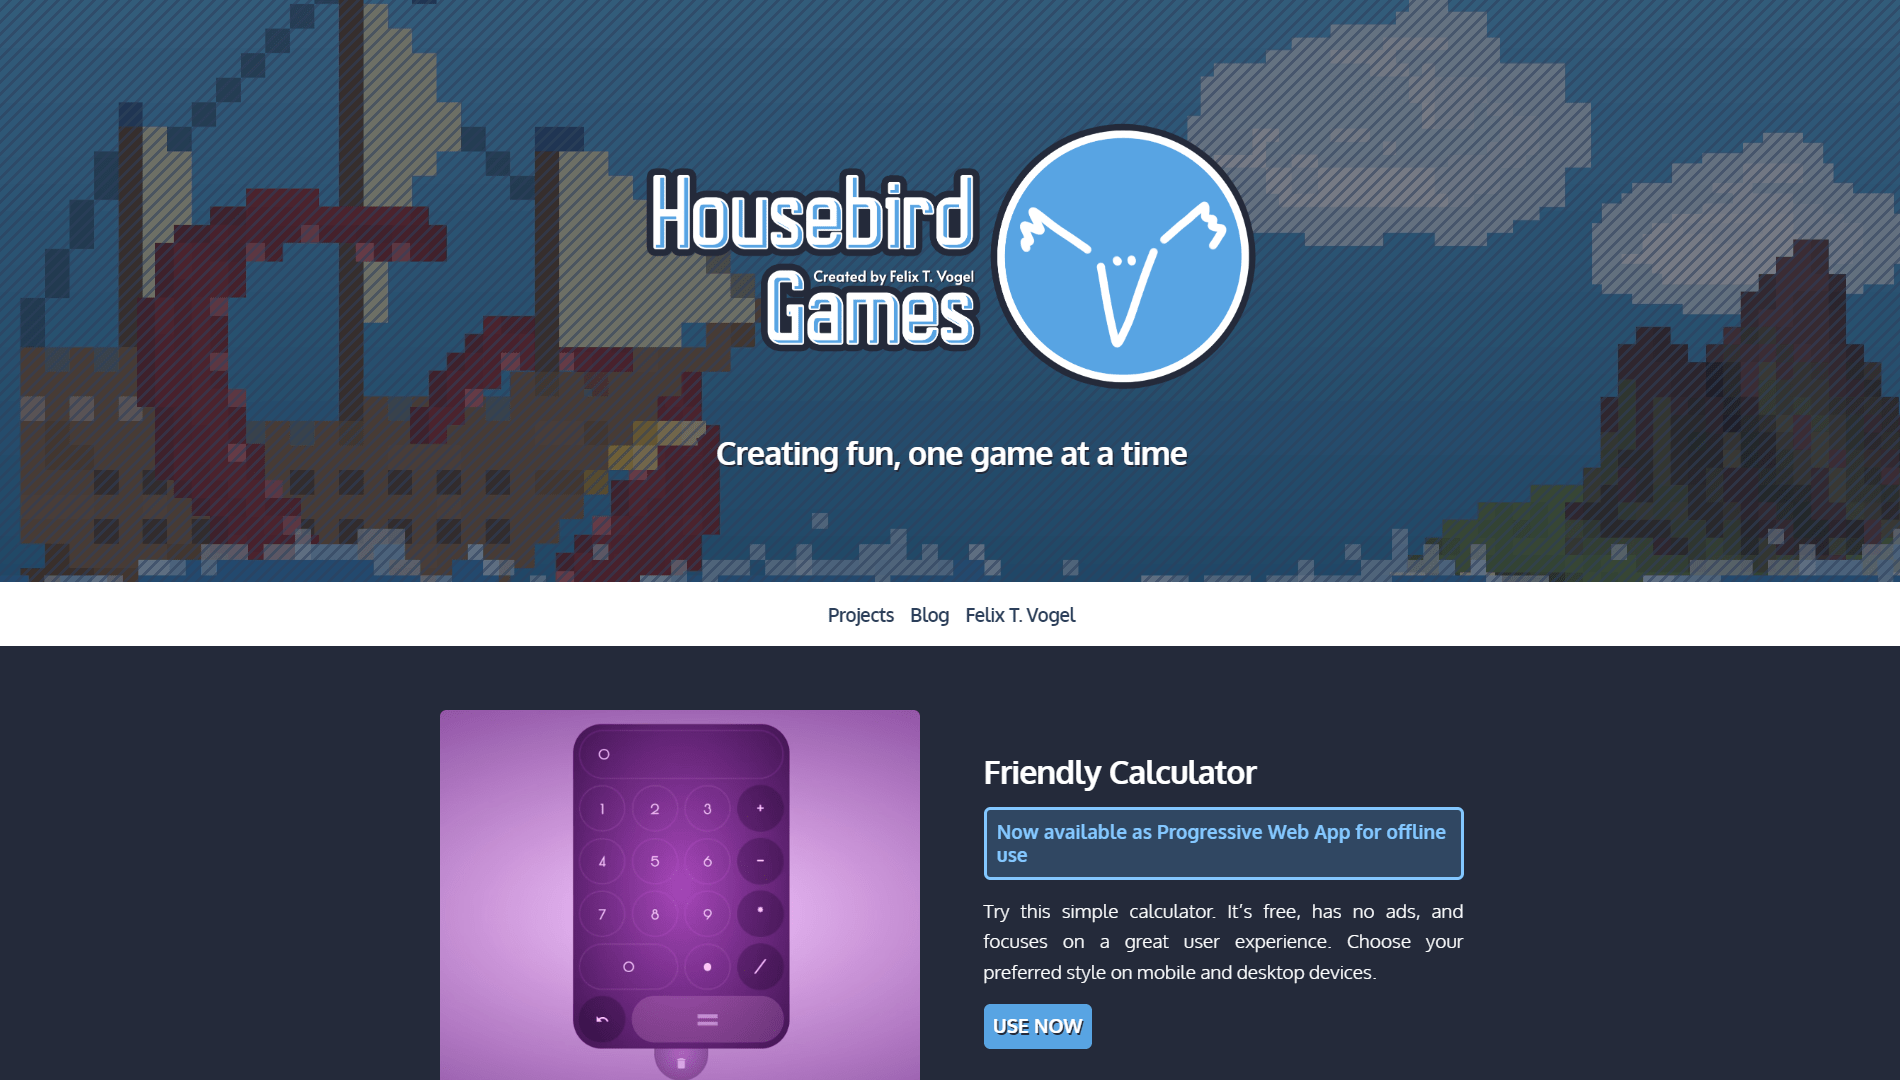 Housebird
Created by Felix T. Vogel
Games
Creating fun, one game at a time
Projects Blog Felix T. Vogel
0
1 2 3 +
4 5 6 -
7 8 9 *
0 . /
=
Friendly Calculator
Now available as Progressive Web App for offline
use
Try this simple calculator. It’s free, has no ads, and
focuses on a great user experience. Choose your
preferred style on mobile and desktop devices.
USE NOW